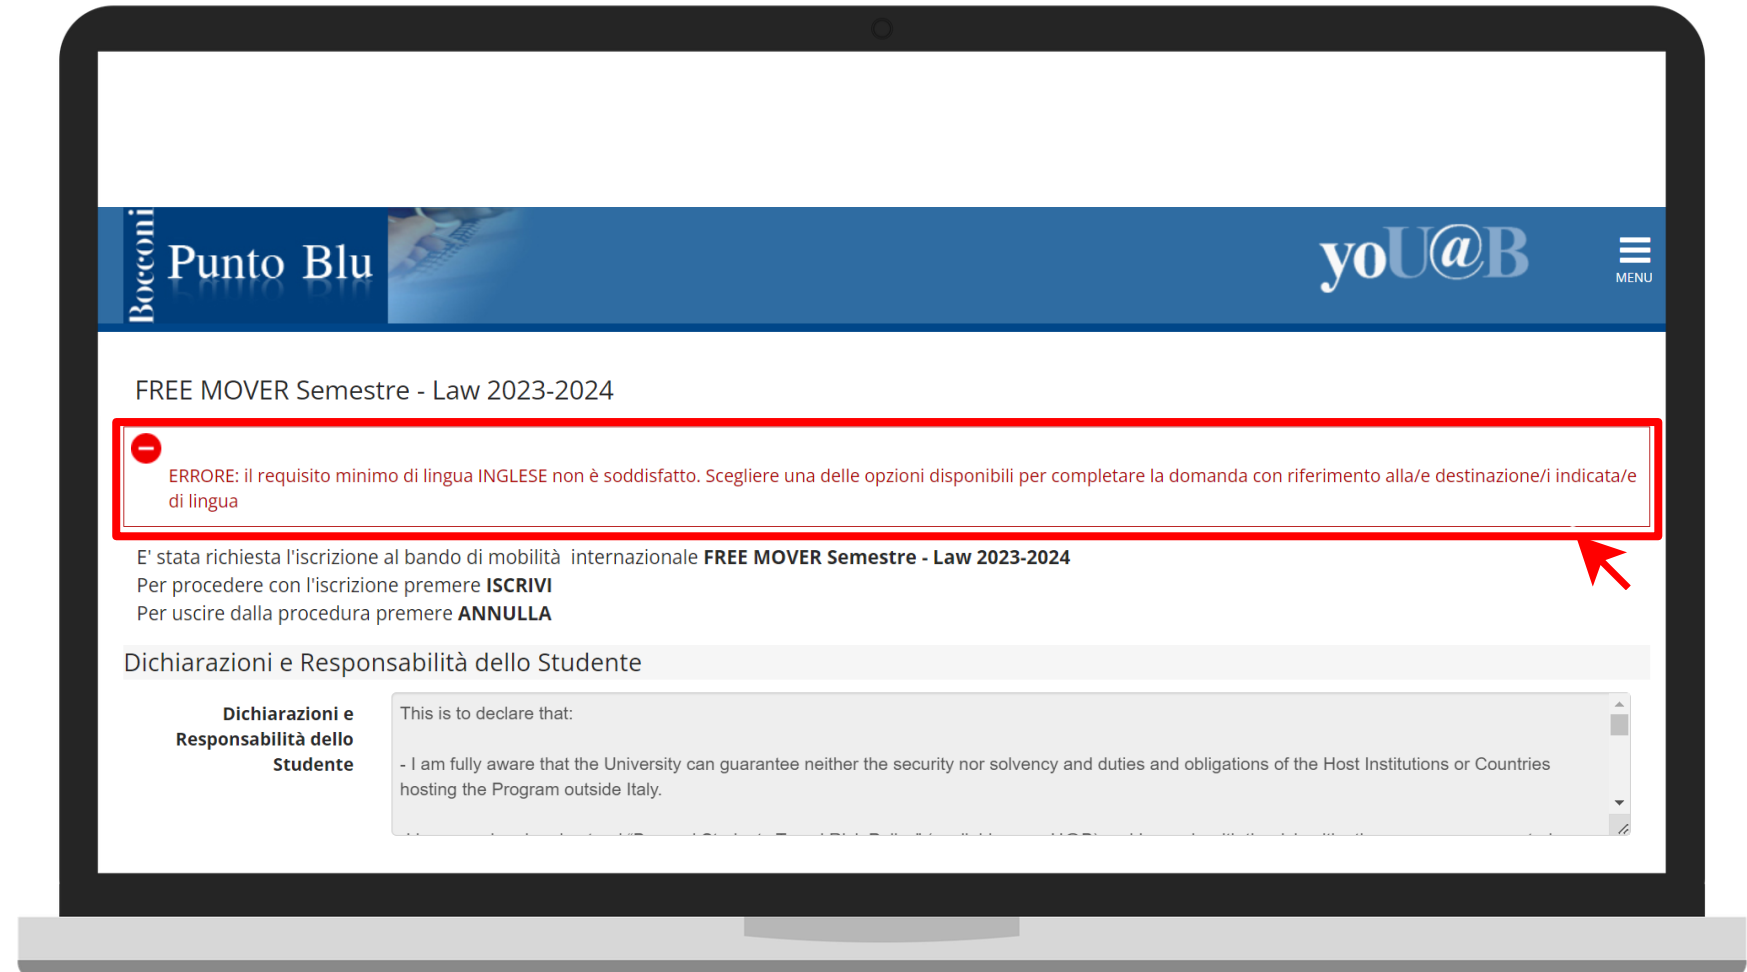 Bocconi
Punto Blu
yoU@B
MENU
FREE MOVER Semestre - Law 2023-2024
ERRORE: il requisito minimo di lingua INGLESE non è soddisfatto. Scegliere una delle opzioni disponibili per completare la domanda con riferimento alla/e destinazione/i indicata/e
di lingua
E' stata richiesta l'iscrizione al bando di mobilità internazionale FREE MOVER Semestre - Law 2023-2024
Per procedere con l'iscrizione premere ISCRIVI
Per uscire dalla procedura premere ANNULLA
Dichiarazioni e Responsabilità dello Studente
Dichiarazioni e
Responsabilità dello
Studente
This is to declare that:
- I am fully aware that the University can guarantee neither the security nor solvency and duties and obligations of the Host Institutions or Countries
hosting the Program outside Italy.